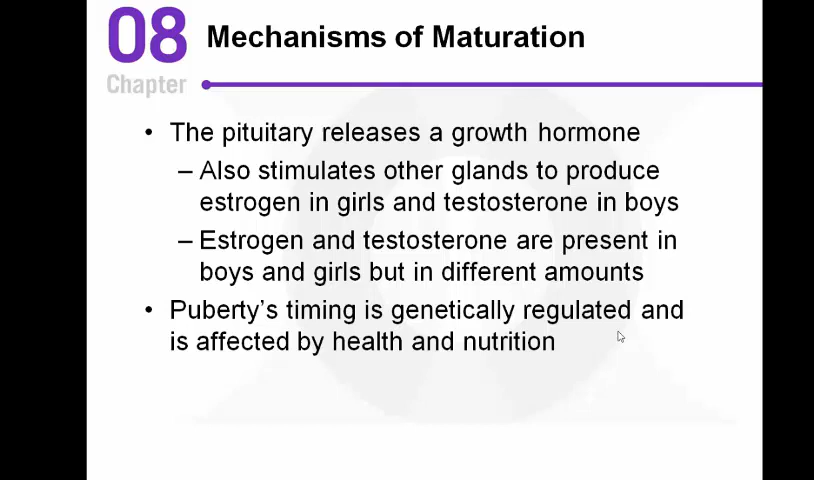 08
Chapter
Mechanisms of Maturation
• The pituitary releases a growth hormone
– Also stimulates other glands to produce
estrogen in girls and testosterone in boys
– Estrogen and testosterone are present in
boys and girls but in different amounts
• Puberty's timing is genetically regulated and
is affected by health and nutrition